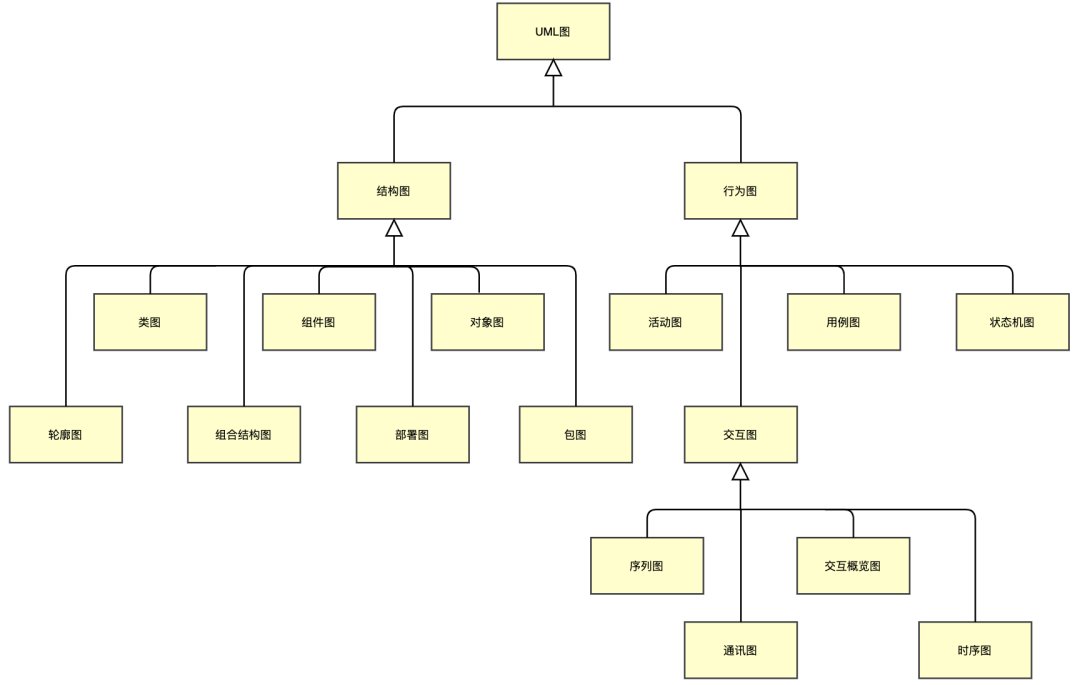 UML图
结构图
行为图
类图
组件图
对象图
活动图
用例图
状态机图
轮廓图
组合结构图
部署图
包图
交互图
序列图
交互概览图
通讯图
时序图